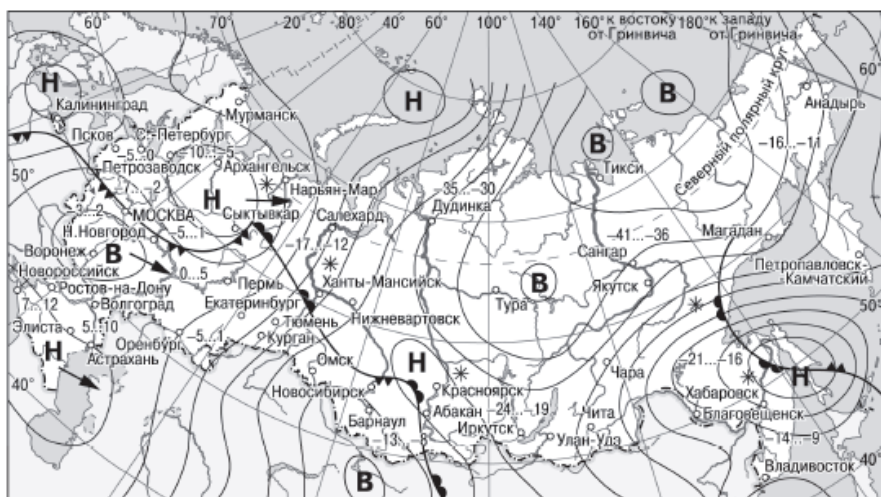 60° 70° 20° 80° 40° 60° 100° 140° 160° к востоку 180° к западу
от Гринвича от Гринвича
60°
Н
Калининград
Мурманск
Н
В
Северный полярный круг
Анадырь
Псков С.-Петербург
В
–5...0 –10...–5
Архангельск
Тикси
–16...–11
50°
Петрозаводск
–7...–2
Нарьян-Мар
–35...–30
Дудинка
МОСКВА
Н
Сыктывкар
Салехард
Магадан
Н.Новгород
–5...1
–17...–12
Сангар
–41...–36
Воронеж
В
Петропавловск-
Камчатский
Новороссийск
0...5
Пермь
Ханты-Мансийск
В
Тура
Якутск
Ростов-на-Дону
Екатеринбург
7...12
Волгоград
Нижневартовск
50°
Элиста
5...10
Оренбург
–5...1
Тюмень
Курган
Н
Астрахань
Омск
Н
–21...–16
Н
40°
Новосибирск
Красноярск
Чара
Хабаровск
Абакан
–24...–19
Чита
Благовещенск
Барнаул
Иркутск
–13...–8
Улан-Удэ
–14...–9
40°
В
Владивосток